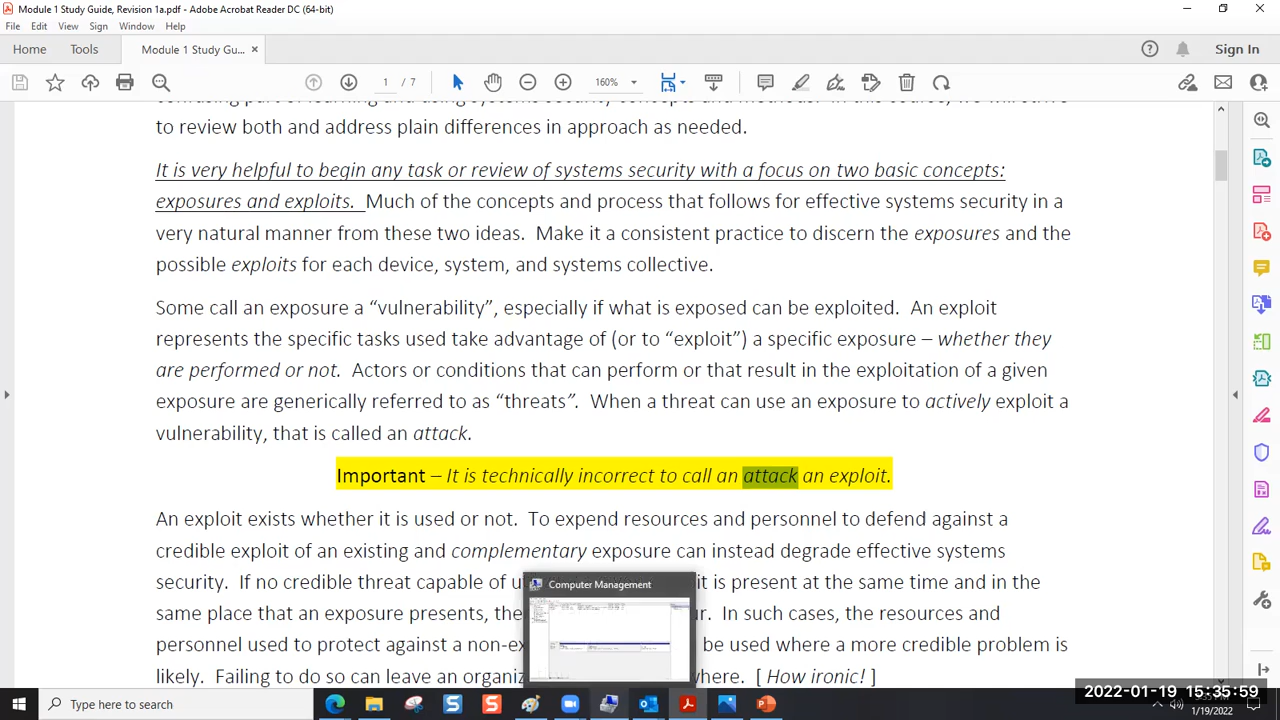 Module 1 Study Guide, Revision 1a.pdf - Adobe Acrobat Reader DC (64-bit)
File Edit View Sign Window Help
Home Tools Module 1 Study Gu... × Sign In
1 / 7 160%
to review both and address plain differences in approach as needed.
It is very helpful to begin any task or review of systems security with a focus on two basic concepts:
exposures and exploits. Much of the concepts and process that follows for effective systems security in a
very natural manner from these two ideas. Make it a consistent practice to discern the exposures and the
possible exploits for each device, system, and systems collective.
Some call an exposure a “vulnerability”, especially if what is exposed can be exploited. An exploit
represents the specific tasks used take advantage of (or to “exploit”) a specific exposure – whether they
are performed or not. Actors or conditions that can perform or that result in the exploitation of a given
exposure are generically referred to as “threats”. When a threat can use an exposure to actively exploit a
vulnerability, that is called an attack.
Important – It is technically incorrect to call an attack an exploit.
An exploit exists whether it is used or not. To expend resources and personnel to defend against a
credible exploit of an existing and complementary exposure can instead degrade effective systems
Computer Management
security. If no credible threat capable of u it is present at the same time and in the
same place that an exposure presents, the ur. In such cases, the resources and
personnel used to protect against a non-ex be used where a more credible problem is
likely. Failing to do so can leave an organiz where. [ How ironic! ]
Type here to search
2022-01-19 15:35:59
1/19/2022